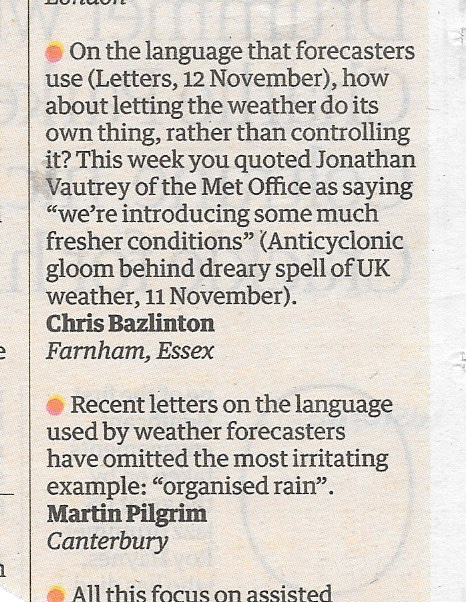 London
On the language that forecasters
use (Letters, 12 November), how
about letting the weather do its
own thing, rather than controlling
it? This week you quoted Jonathan
Vautrey of the Met Office as saying
“we’re introducing some much
fresher conditions” (Anticyclonic
gloom behind dreary spell of UK
weather, 11 November).
Chris Bazlinton
Farnham, Essex
Recent letters on the language
used by weather forecasters
have omitted the most irritating
example: “organised rain”.
Martin Pilgrim
Canterbury
All this focus on assisted